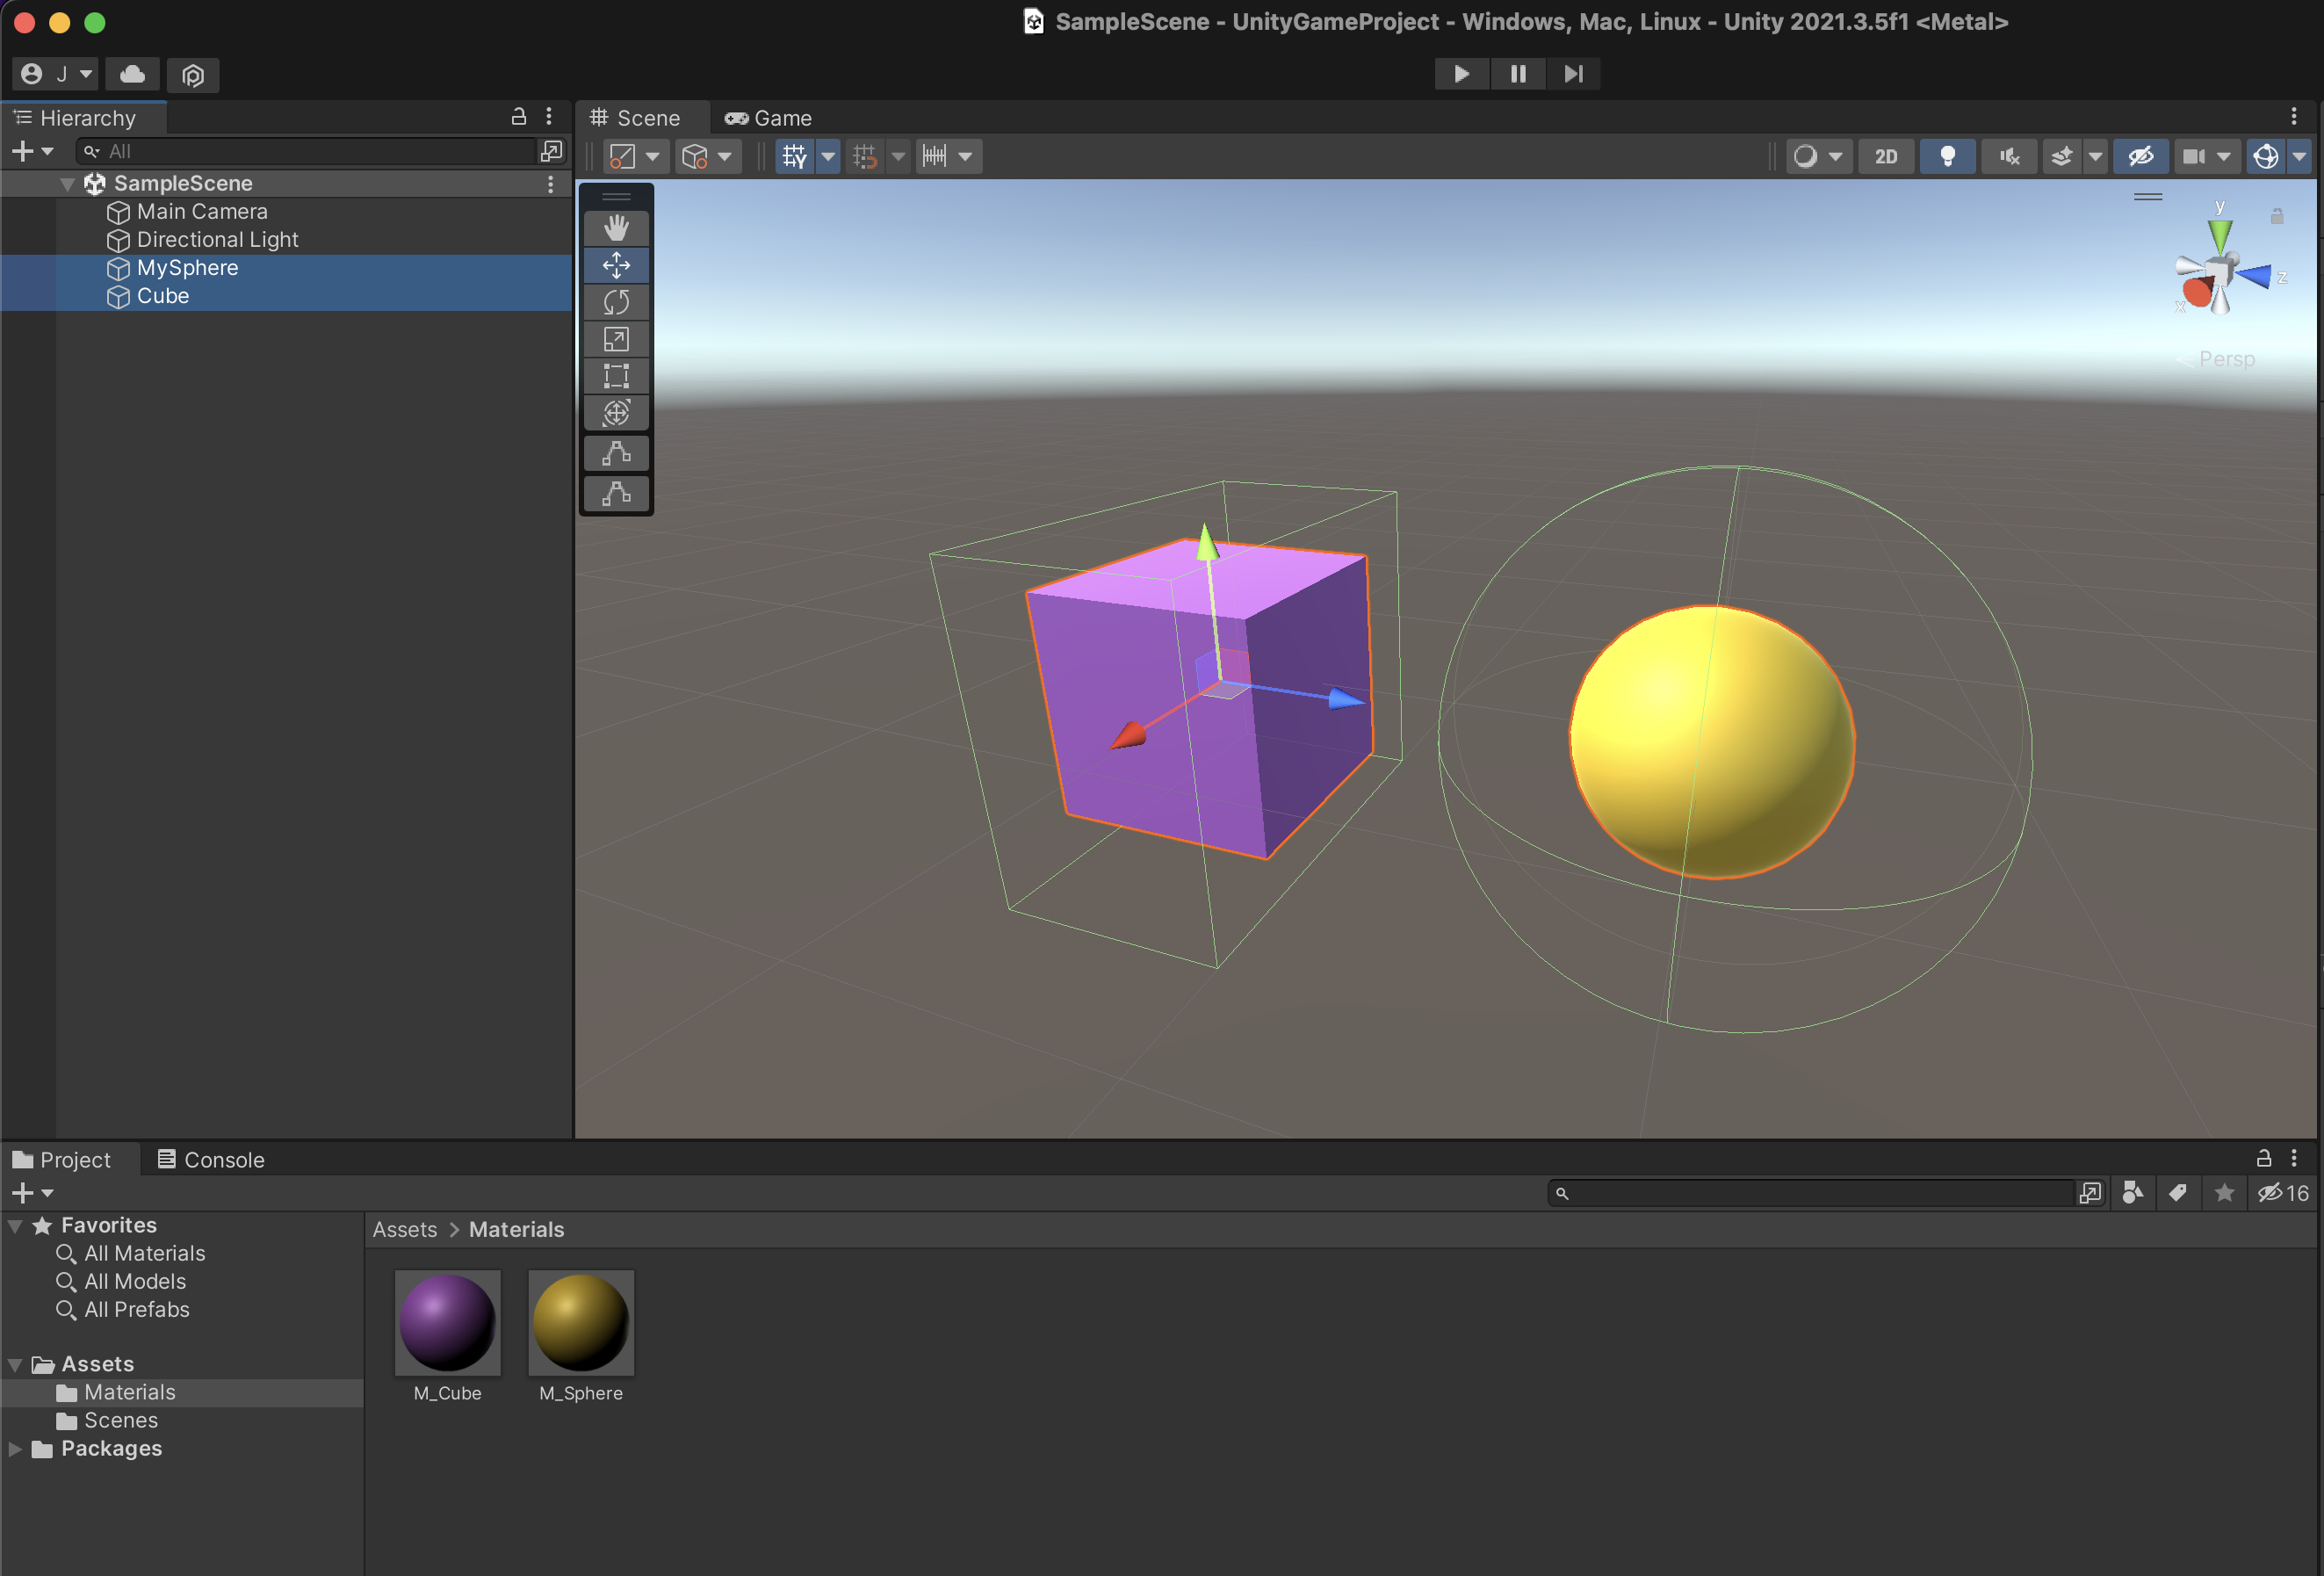 SampleScene - UnityGameProject - Windows, Mac, Linux - Unity 2021.3.5f1 <Metal>
J
Hierarchy
Scene
Game
All
2D
SampleScene
Main Camera
Directional Light
MySphere
Cube
y
z
x
Persp
Project
Console
16
Favorites
All Materials
All Models
All Prefabs
Assets
Materials
Scenes
Packages
Assets > Materials
M_Cube
M_Sphere